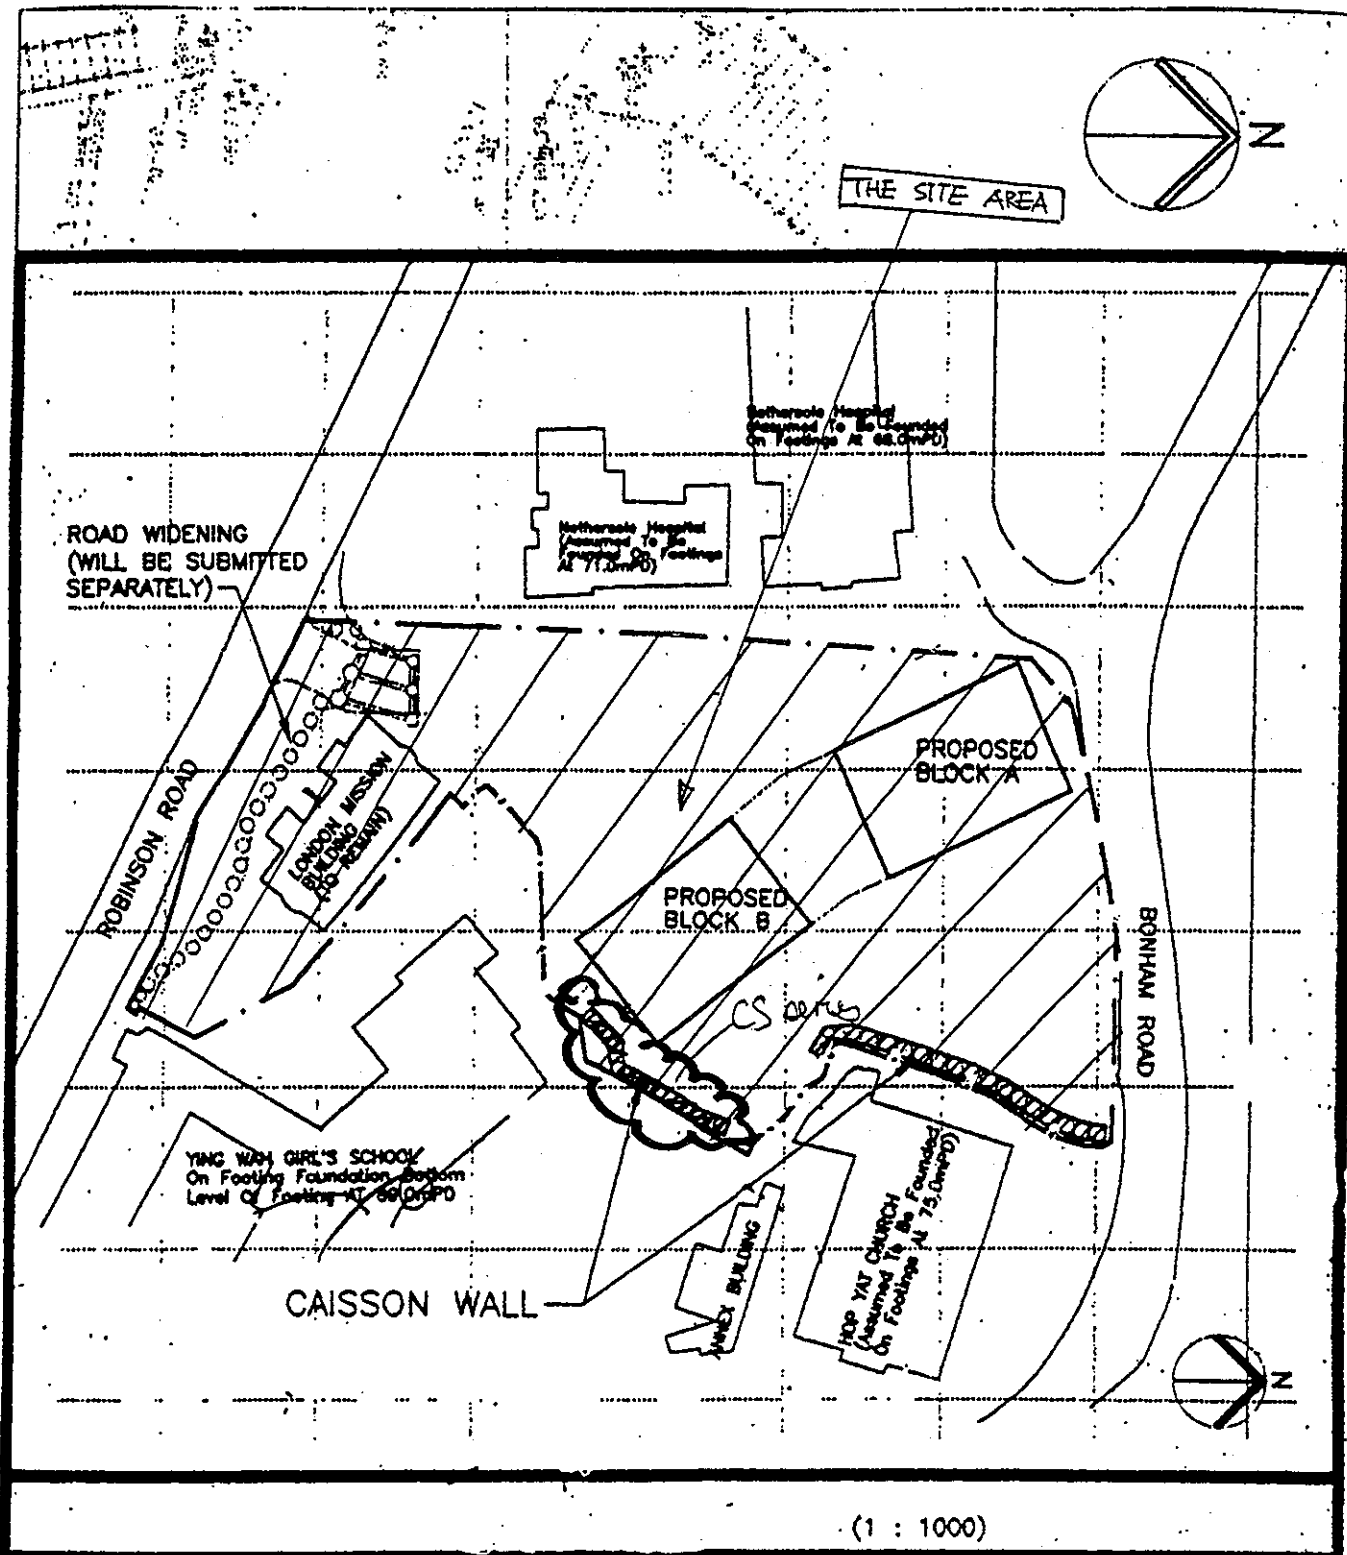 N
THE SITE AREA
Nethersole Hospital
(Assumed To Be Founded
On Footings At 68.0mPD)
Nethersole Hospital
(Assumed To Be
Founded On Footings
At 71.0mPD)
ROAD WIDENING
(WILL BE SUBMITTED
SEPARATELY)
PROPOSED
BLOCK A
LONDON MISSION
BUILDING
(TO REMAIN)
ROBINSON ROAD
PROPOSED
BLOCK B
BONHAM ROAD
CS
YING WAH GIRL'S SCHOOL
On Footing Foundation Bottom
Level Of Footing AT
CAISSON WALL
ANNEX BUILDING
HOP YAT CHURCH
(Assumed To Be Founded
On Footings At 75.0mPD)
N
(1 : 1000)